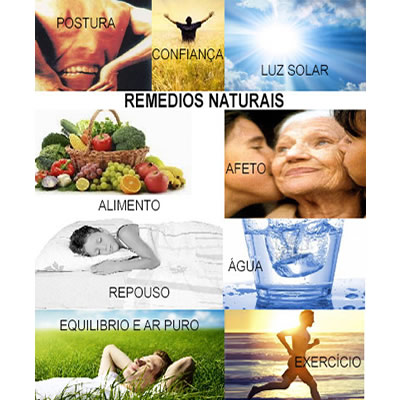 POSTURA
CONFIANÇA
LUZ SOLAR
REMEDIOS NATURAIS
AFETO
ALIMENTO
ÁGUA
REPOUSO
EQUILIBRIO E AR PURO
EXERCÍCIO